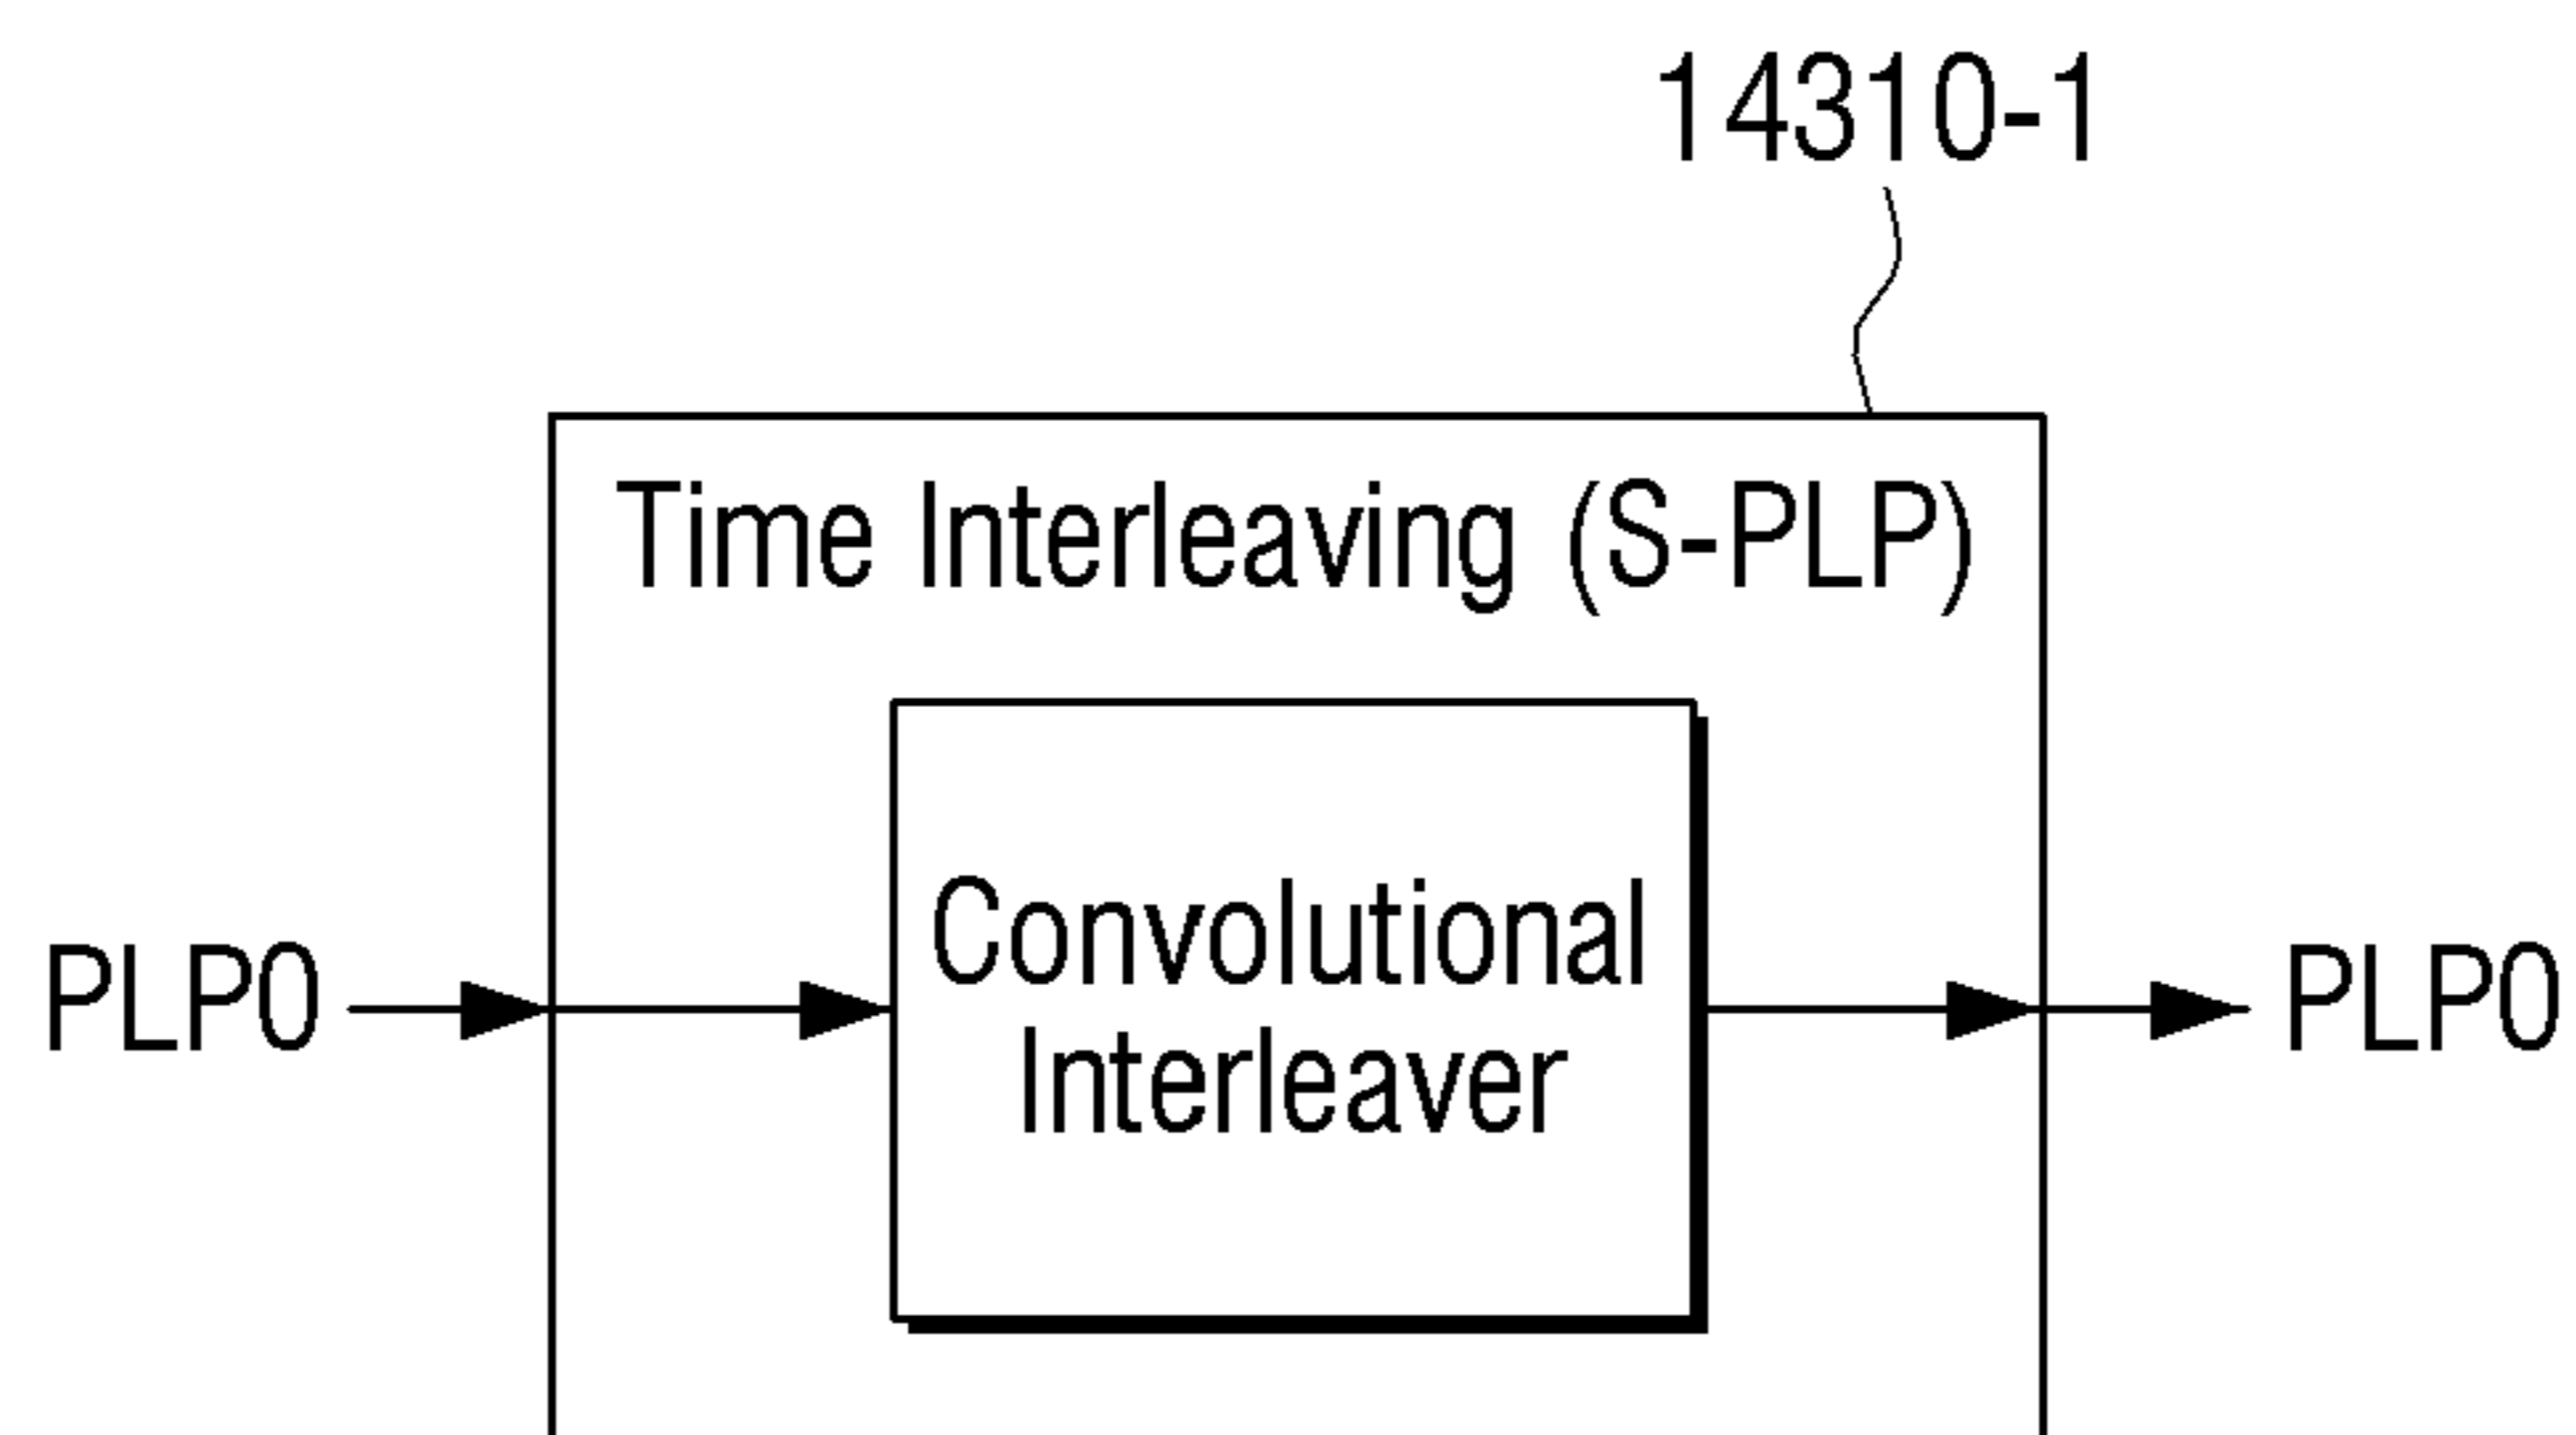 14310-1
Time Interleaving (S-PLP)
Convolutional
Interleaver
PLP0
PLP0